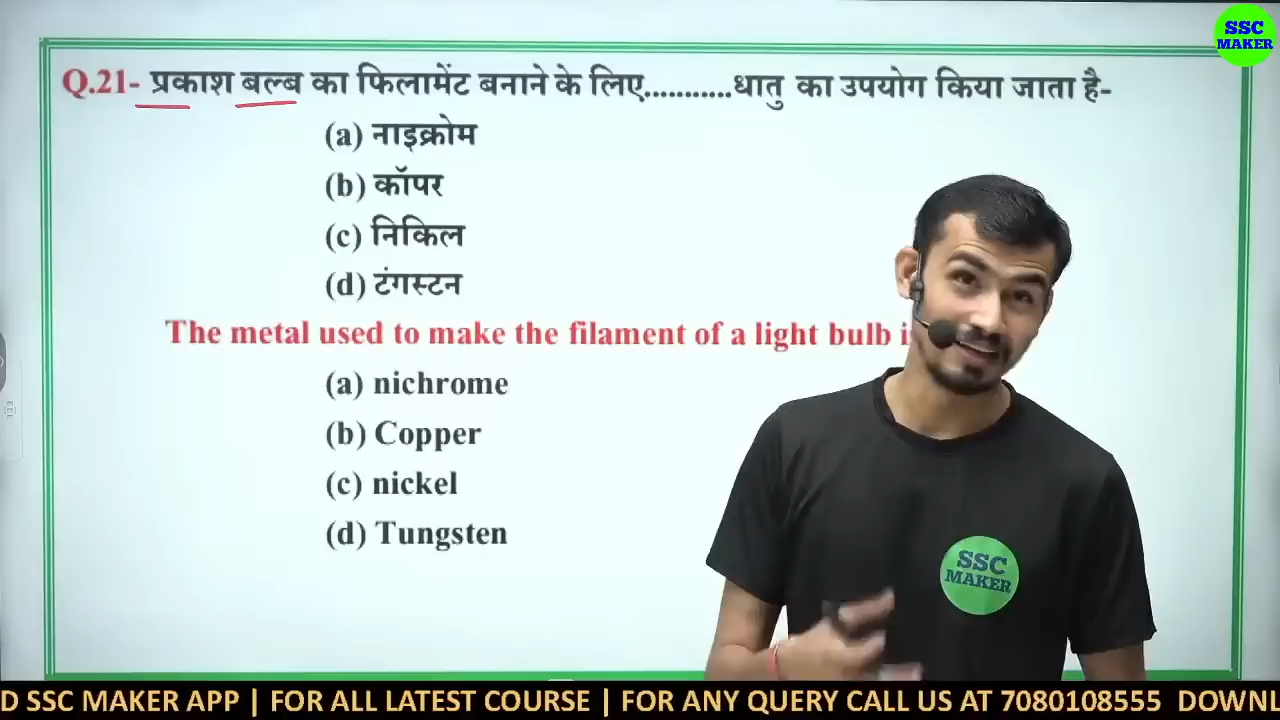 SSC
MAKER
Q.21- प्रकाश बल्ब का फिलामेंट बनाने के लिए...........धातु का उपयोग किया जाता है-
(a) नाइक्रोम
(b) कॉपर
(c) निकिल
(d) टंगस्टन
The metal used to make the filament of a light bulb
(a) nichrome
(b) Copper
(c) nickel
(d) Tungsten
SSC
MAKER
D SSC MAKER APP | FOR ALL LATEST COURSE | FOR ANY QUERY CALL US AT 7080108555 DOWNL